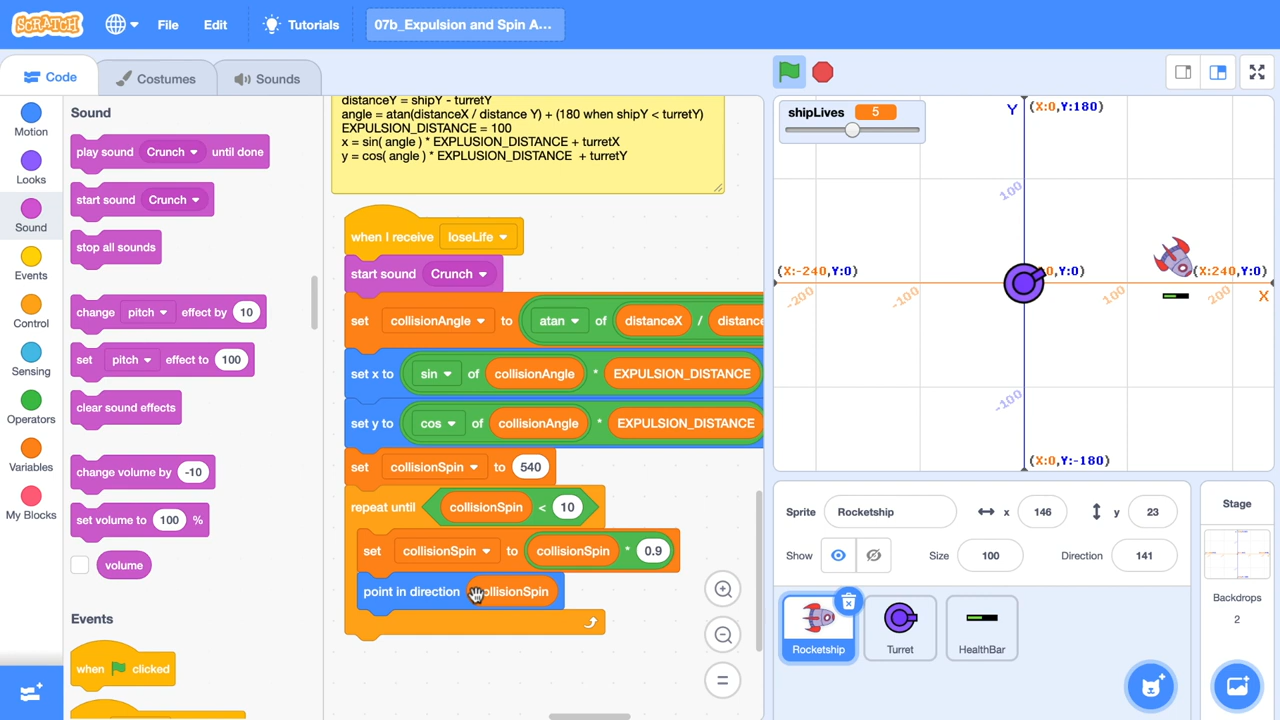 SCRATCH File Edit Tutorials 07b_Expulsion and Spin A...
Code Costumes Sounds
Motion
Looks
Sound
Events
Control
Sensing
Operators
Variables
My Blocks
Sound
play sound Crunch until done
start sound Crunch
stop all sounds
change pitch effect by 10
set pitch effect to 100
clear sound effects
change volume by -10
set volume to 100 %
volume
Events
when clicked
distanceY = shipY - turretY
angle = atan(distanceX / distance Y) + (180 when shipY < turretY)
EXPULSION_DISTANCE = 100
x = sin( angle ) * EXPLUSION_DISTANCE + turretX
y = cos( angle ) * EXPLUSION_DISTANCE + turretY
when I receive loseLife
start sound Crunch
set collisionAngle to atan of distanceX / distance
set x to sin of collisionAngle * EXPULSION_DISTANCE
set y to cos of collisionAngle * EXPULSION_DISTANCE
set collisionSpin to 540
repeat until collisionSpin < 10
set collisionSpin to collisionSpin * 0.9
point in direction collisionSpin
shipLives 5
Y (X:0,Y:180)
100
(X:-240,Y:0) 0,Y:0) (X:240,Y:0)
-200 -100 100 200 X
-100
(X:0,Y:-180)
Sprite Rocketship x 146 y 23
Show Size 100 Direction 141
Rocketship Turret HealthBar
Stage
Backdrops
2